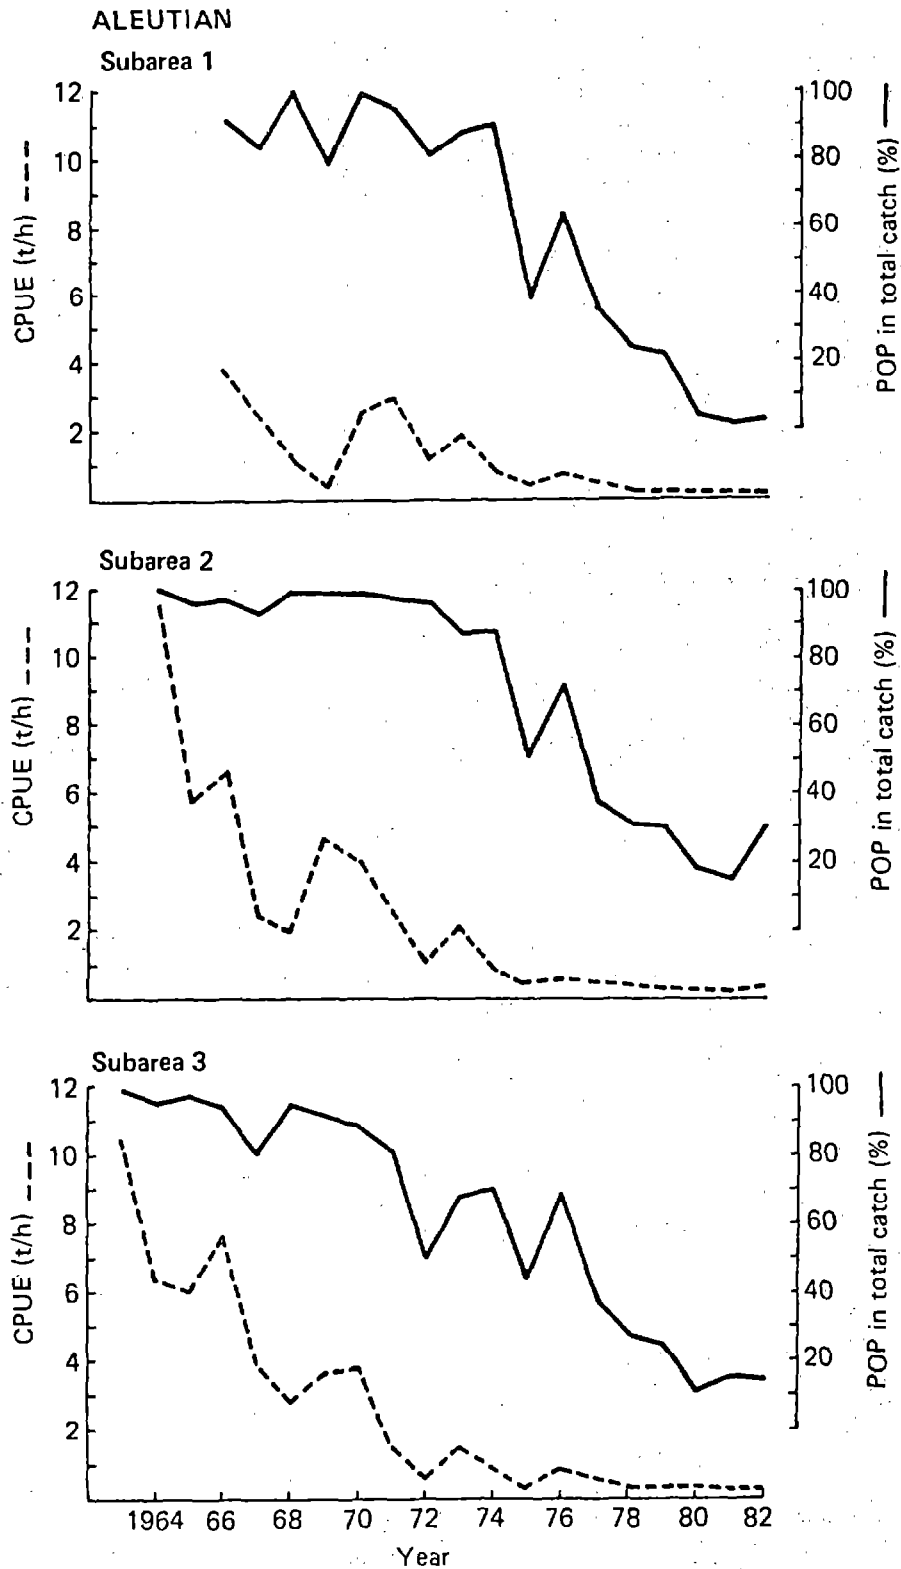 ALEUTIAN
Subarea 1
12
10
8
6
4
2
CPUE (t/h)
100
80
60
40
20
POP in total catch (%)
Subarea 2
12
10
8
6
4
2
CPUE (t/h)
100
80
60
40
20
POP in total catch (%)
Subarea 3
12
10
8
6
4
2
CPUE (t/h)
100
80
60
40
20
POP in total catch (%)
1964 66 68 70 72 74 76 78 80 82
Year